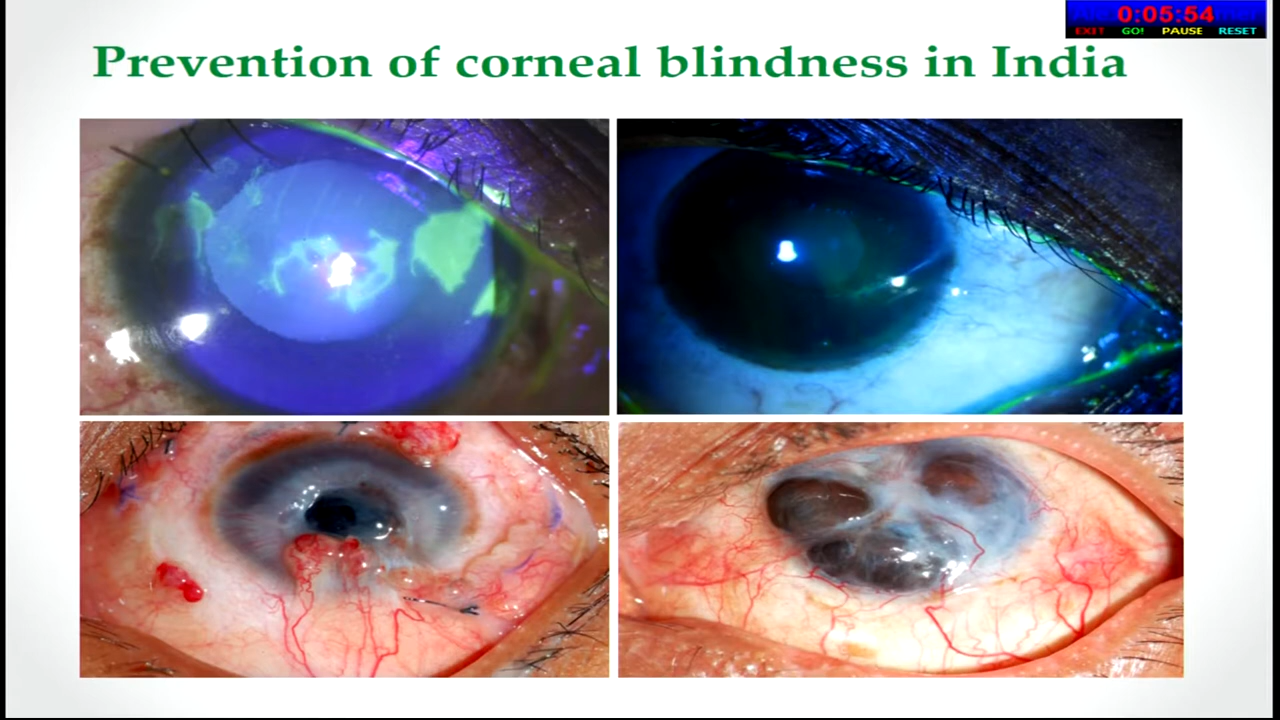 0:05:54
EXIT GO! PAUSE RESET
Prevention of corneal blindness in India